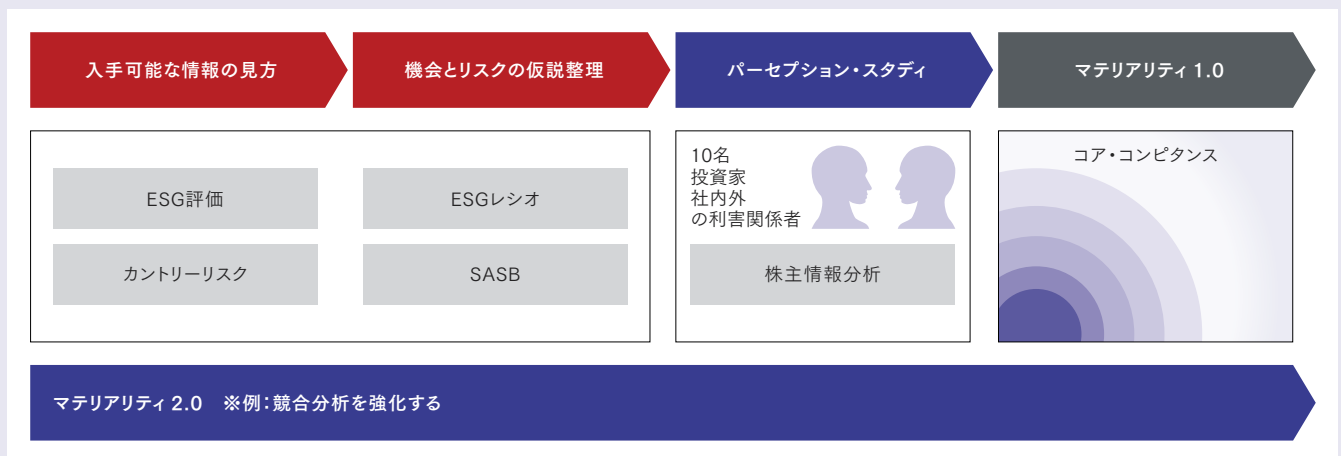 入手可能な情報の見方
機会とリスクの仮説整理
パーセプション・スタディ
マテリアリティ 1.0
ESG評価
ESGレシオ
カントリーリスク
SASB
10名
投資家
社内外
の利害関係者
株主情報分析
コア・コンピタンス
マテリアリティ 2.0　※例：競合分析を強化する